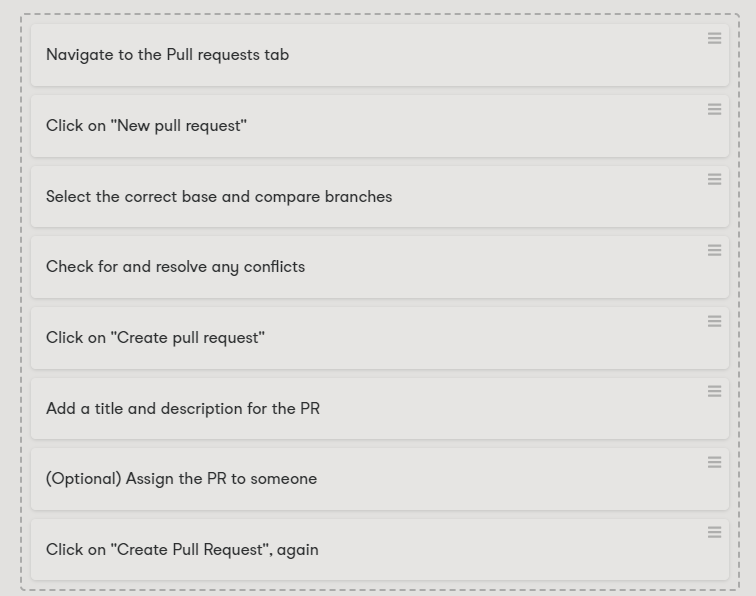 Navigate to the Pull requests tab
Click on "New pull request"
Select the correct base and compare branches
Check for and resolve any conflicts
Click on "Create pull request"
Add a title and description for the PR
(Optional) Assign the PR to someone
Click on "Create Pull Request", again